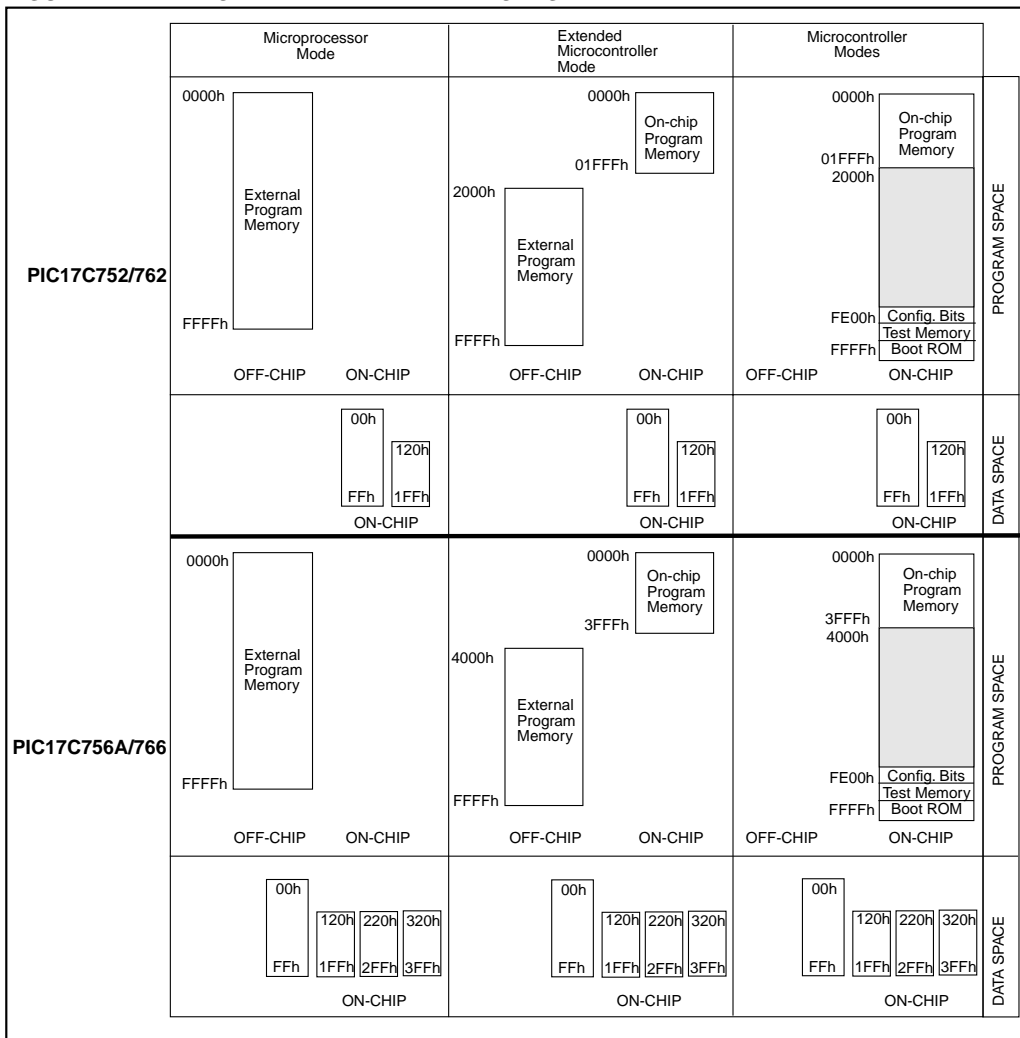 Microprocessor
Mode
Extended
Microcontroller
Mode
Microcontroller
Modes
PIC17C752/762
0000h
External
Program
Memory
FFFFh
OFF-CHIP ON-CHIP
0000h
On-chip
Program
Memory
01FFFh
2000h
External
Program
Memory
FFFFh
OFF-CHIP ON-CHIP
0000h
On-chip
Program
Memory
01FFFh
2000h
FE00h Config. Bits
Test Memory
FFFFh Boot ROM
OFF-CHIP ON-CHIP
PROGRAM SPACE
00h
120h
FFh 1FFh
ON-CHIP
00h
120h
FFh 1FFh
ON-CHIP
00h
120h
FFh 1FFh
ON-CHIP
DATA SPACE
PIC17C756A/766
0000h
External
Program
Memory
FFFFh
OFF-CHIP ON-CHIP
0000h
On-chip
Program
Memory
3FFFh
4000h
External
Program
Memory
FFFFh
OFF-CHIP ON-CHIP
0000h
On-chip
Program
Memory
3FFFh
4000h
FE00h Config. Bits
Test Memory
FFFFh Boot ROM
OFF-CHIP ON-CHIP
PROGRAM SPACE
00h
120h 220h 320h
FFh 1FFh 2FFh 3FFh
ON-CHIP
00h
120h 220h 320h
FFh 1FFh 2FFh 3FFh
ON-CHIP
00h
120h 220h 320h
FFh 1FFh 2FFh 3FFh
ON-CHIP
DATA SPACE